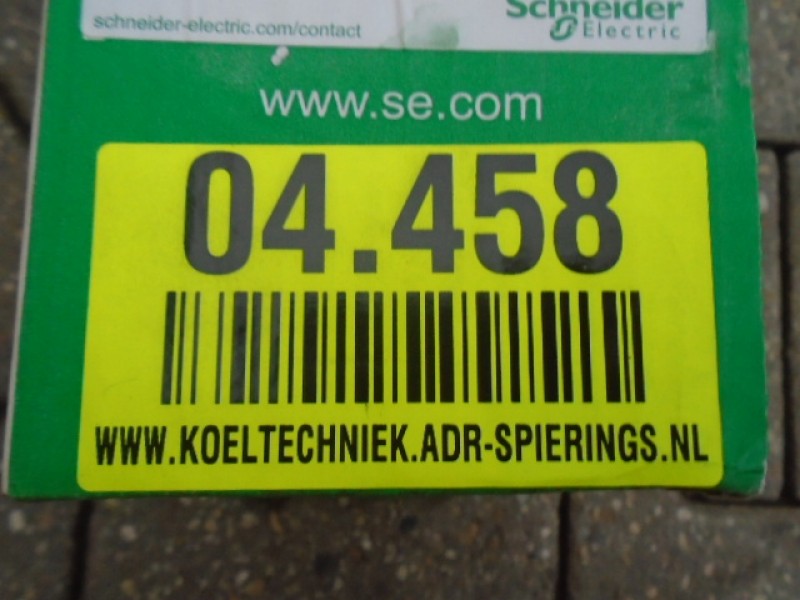 schneider-electric.com/contact
Schneider
Electric
www.se.com
04.458
WWW.KOELTECHNIEK.ADR-SPIERINGS.NL